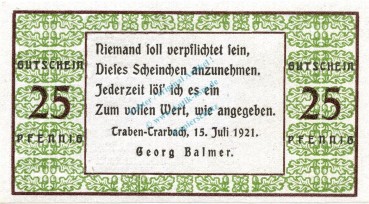 Niemand soll verpflichtet sein,
Dieses Scheinchen anzunehmen.
Jederzeit lös' ich es ein
Zum vollen Wert, wie angegeben.
Traben-Trarbach, 15. Juli 1921.
Georg Balmer.
GUTSCHEIN
25
PFENNIG
GUTSCHEIN
25
PFENNIG